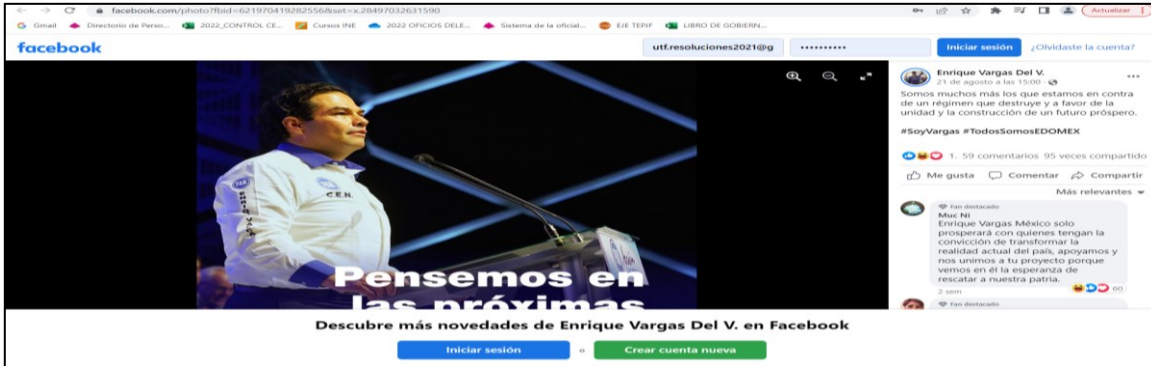 facebook.com/photo?fbid=621970419282556&set=x.28497032631590
Actualizar
Gmail
Directorio de Perso...
2022_CONTROL CE...
Cursos INE
2022 OFICIOS DELE...
Sistema de la oficial...
EJE TEPIF
LIBRO DE GOBIERN...
facebook
utf.resoluciones2021@g
Iniciar sesión
¿Olvidaste la cuenta?
Enrique Vargas Del V.
21 de agosto a las 15:00
Somos muchos más los que estamos en contra
de un régimen que destruye y a favor de la
unidad y la construcción de un futuro próspero.
#SoyVargas #TodosSomosEDOMEX
1. 59 comentarios 95 veces compartido
Me gusta
Comentar
Compartir
Más relevantes
Fan destacado
Muc Ni
Enrique Vargas México solo
prosperará con quienes tengan la
convicción de transformar la
realidad actual del país, apoyamos y
nos unimos a tu proyecto porque
vemos en él la esperanza de
rescatar a nuestra patria.
2 sem
60
Fan destacado
PAN
C.E.N.
Pensemos en
las próximas
Descubre más novedades de Enrique Vargas Del V. en Facebook
Iniciar sesión
o
Crear cuenta nueva